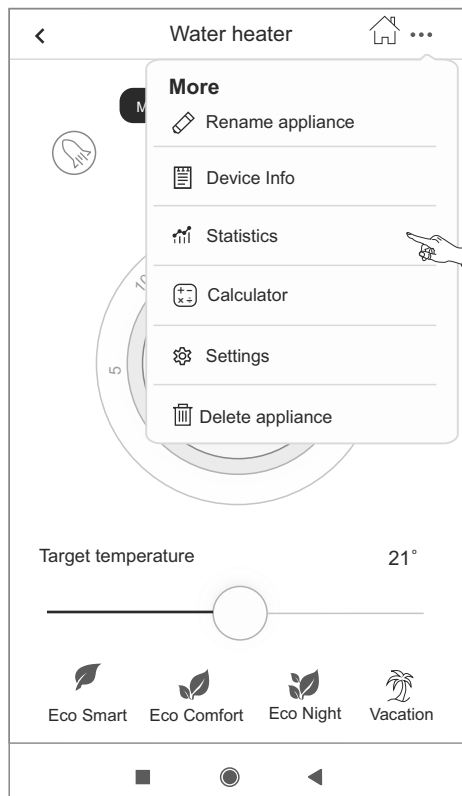 Water heater
More
M
Rename appliance
Device Info
Statistics
Calculator
Settings
Delete appliance
10
5
Target temperature 21°
Eco Smart Eco Comfort Eco Night Vacation